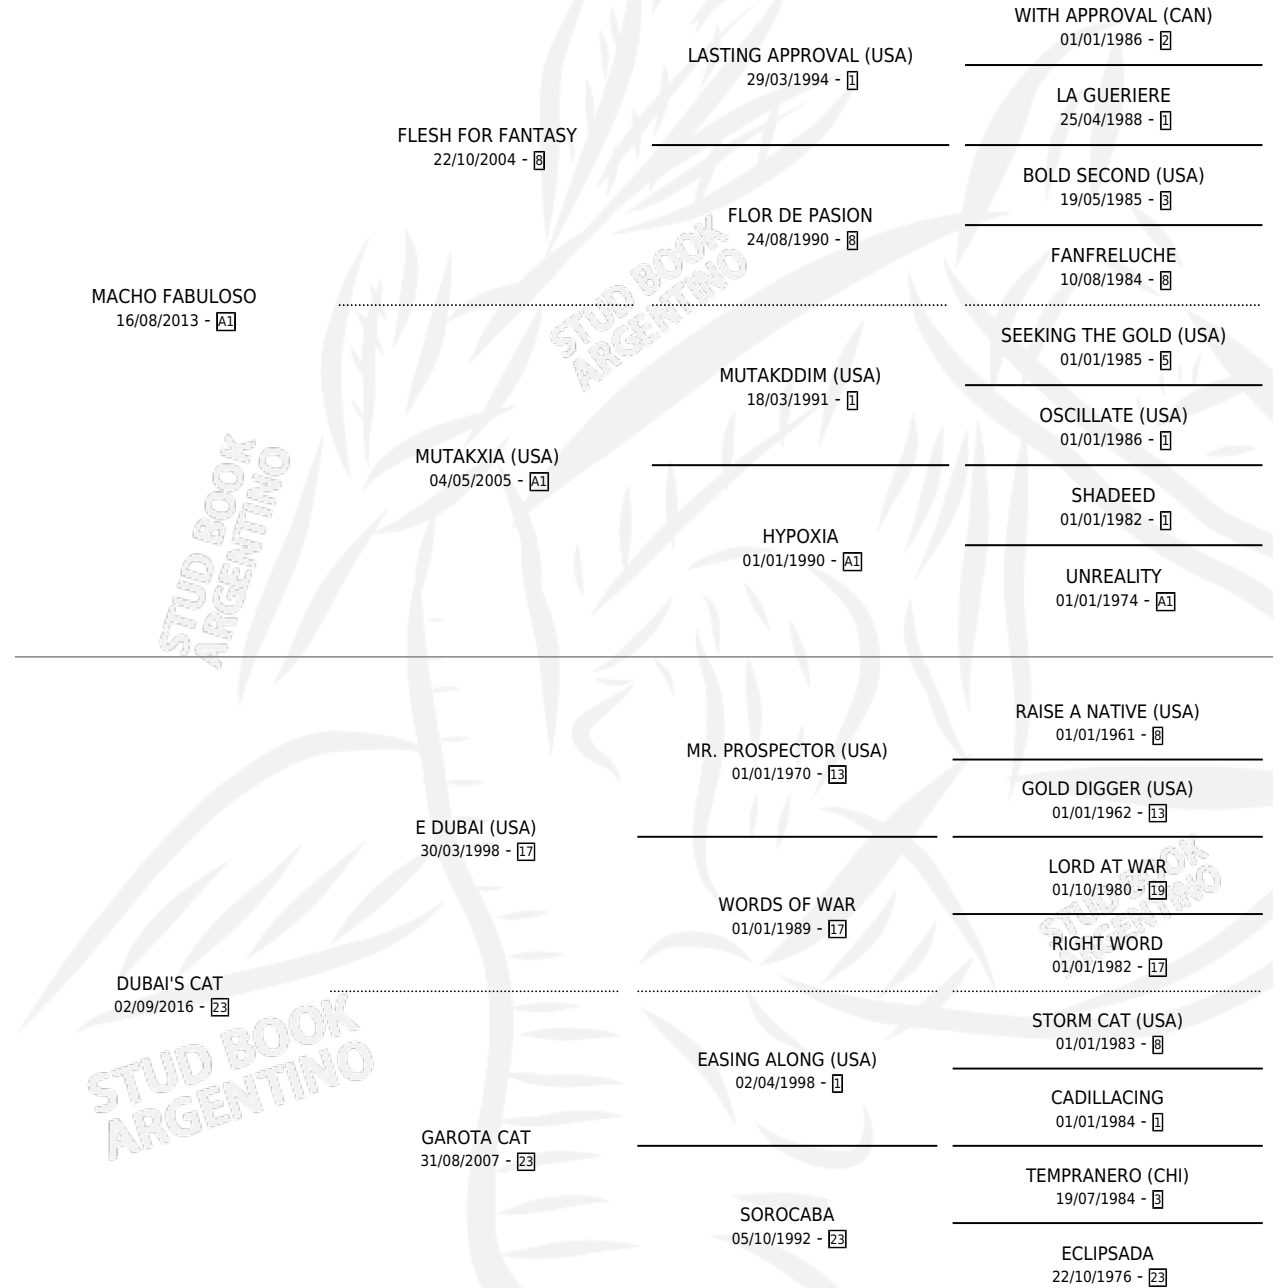 WITH APPROVAL (CAN)
01/01/1986 - 2
LASTING APPROVAL (USA)
29/03/1994 - 1
LA GUERIERE
25/04/1988 - 1
FLESH FOR FANTASY
22/10/2004 - 8
BOLD SECOND (USA)
19/05/1985 - 3
FLOR DE PASION
24/08/1990 - 8
FANFRELUCHE
10/08/1984 - 8
MACHO FABULOSO
16/08/2013 - A1
STUD BOOK
ARGENTINO
SEEKING THE GOLD (USA)
01/01/1985 - 5
MUTAKDDIM (USA)
18/03/1991 - 1
OSCILLATE (USA)
01/01/1986 - 1
MUTAKXIA (USA)
04/05/2005 - A1
SHADEED
01/01/1982 - 1
HYPOXIA
01/01/1990 - A1
UNREALITY
01/01/1974 - A1
STUD BOOK
ARGENTINO
RAISE A NATIVE (USA)
01/01/1961 - 8
MR. PROSPECTOR (USA)
01/01/1970 - 13
GOLD DIGGER (USA)
01/01/1962 - 13
E DUBAI (USA)
30/03/1998 - 17
LORD AT WAR
01/10/1980 - 19
WORDS OF WAR
01/01/1989 - 17
RIGHT WORD
01/01/1982 - 17
STUD BOOK
ARGENTINO
DUBAI'S CAT
02/09/2016 - 23
STORM CAT (USA)
01/01/1983 - 8
EASING ALONG (USA)
02/04/1998 - 1
CADILLACING
01/01/1984 - 1
STUD BOOK
ARGENTINO
GAROTA CAT
31/08/2007 - 23
TEMPRANERO (CHI)
19/07/1984 - 3
SOROCABA
05/10/1992 - 23
ECLIPSADA
22/10/1976 - 23